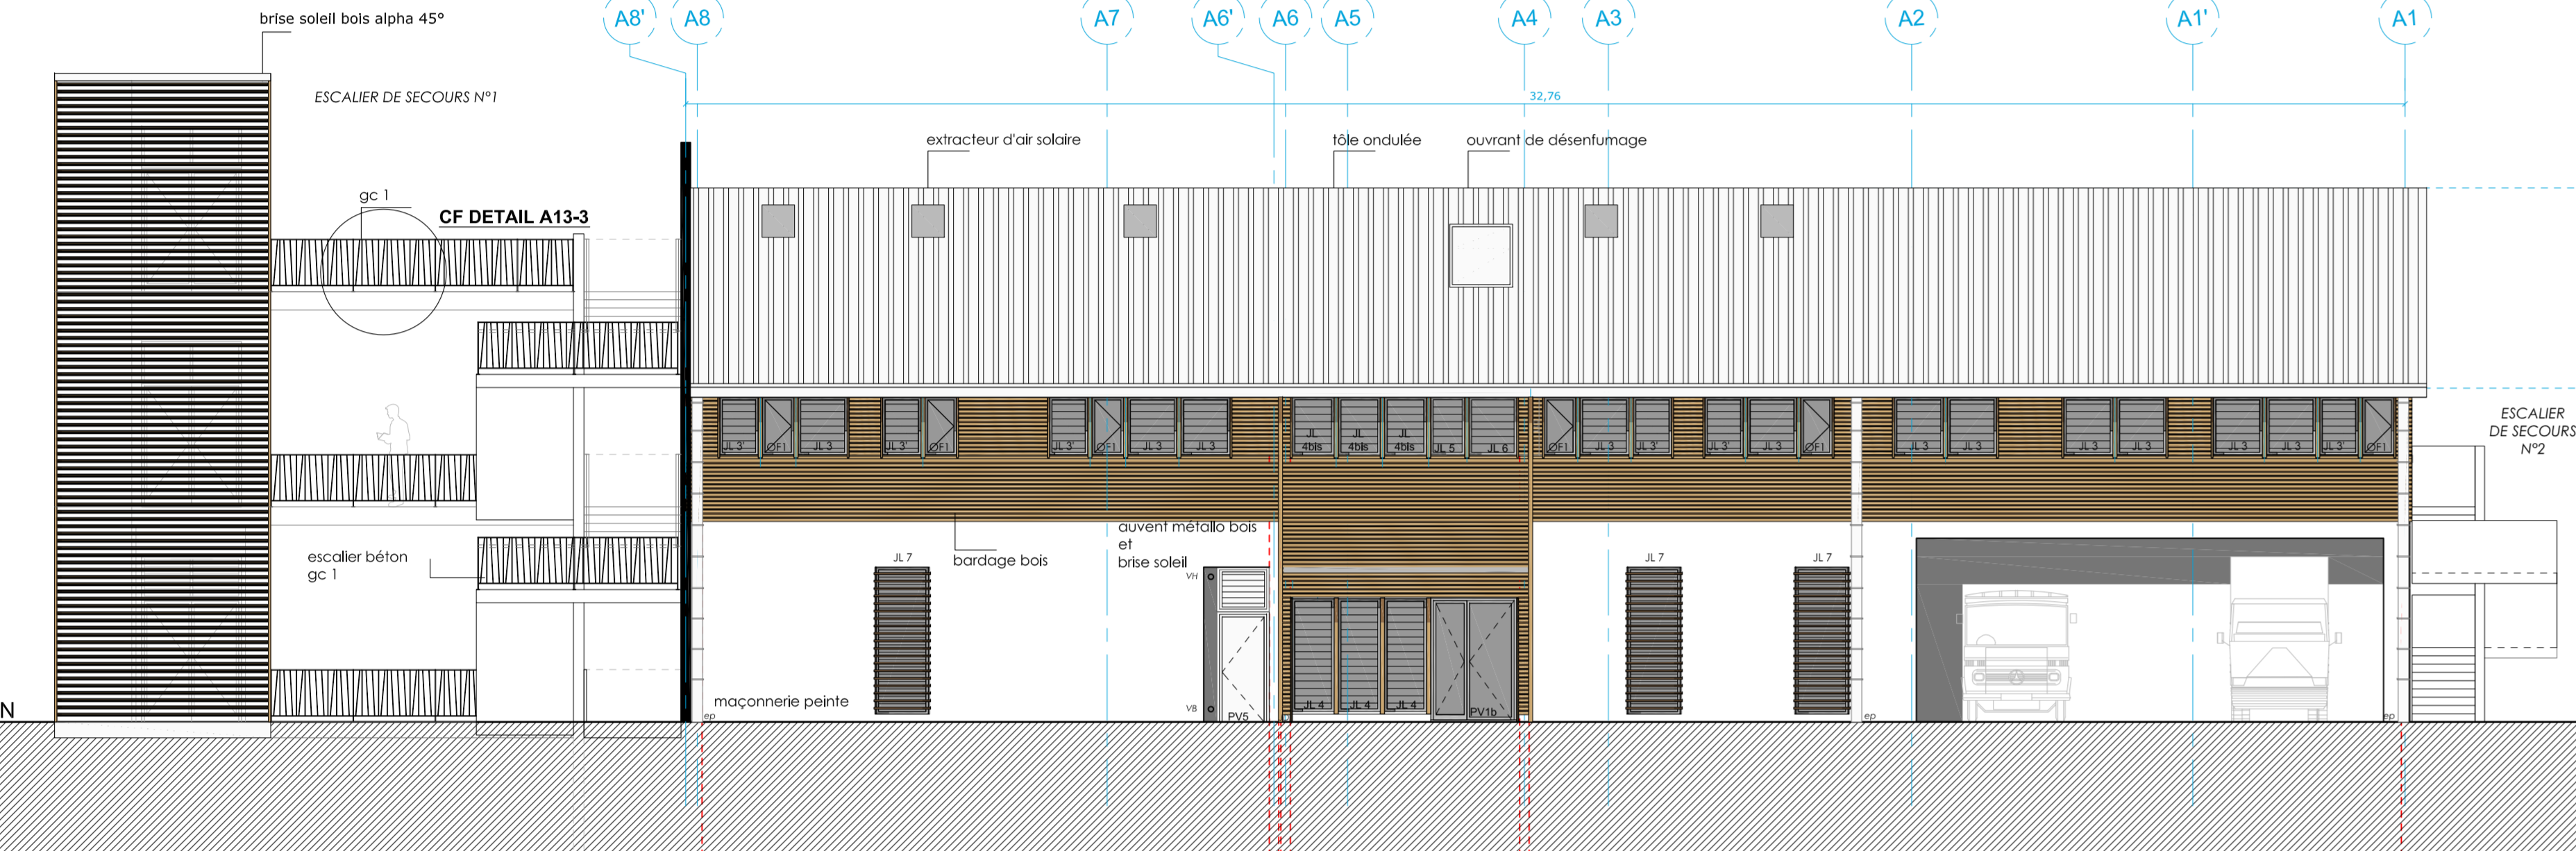 brise soleil bois alpha 45°
A8'
A8
A7
A6'
A6
A5
A4
A3
A2
A1'
A1
ESCALIER DE SECOURS N°1
32,76
extracteur d'air solaire
tôle ondulée
ouvrant de désenfumage
gc 1
CF DETAIL A13-3
JL 3'
ØF1
JL 3
JL 3'
ØF1
JL 3'
ØF1
JL 3
JL 3
JL
4bis
JL
4bis
JL
4bis
JL 5
JL 6
ØF1
JL 3
JL 3'
JL 3'
JL 3
ØF1
JL 3
JL 3
JL 3
JL 3
JL 3
JL 3
JL 3'
ØF1
ESCALIER
DE SECOURS
N°2
escalier béton
gc 1
bardage bois
auvent métallo bois
et
brise soleil
JL 7
JL 7
JL 7
VH
VB
PV5
JL 4
JL 4
JL 4
PV1b
maçonnerie peinte
N
ep
ep
ep